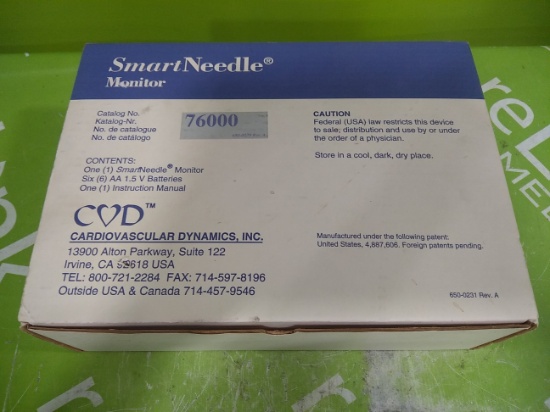 SmartNeedle®
Monitor
Catalog No.
Katalog-Nr.
No. de catalogue
No. de catálogo
76000
CAUTION
Federal (USA) law restricts this device
to sale; distribution and use by or under
the order of a physician.
Store in a cool, dark, dry place.
CONTENTS:
One (1) SmartNeedle® Monitor
Six (6) AA 1.5 V Batteries
One (1) Instruction Manual
CVD™
CARDIOVASCULAR DYNAMICS, INC.
13900 Alton Parkway, Suite 122
Irvine, CA 92618 USA
TEL: 800-721-2284 FAX: 714-597-8196
Outside USA & Canada 714-457-9546
Manufactured under the following patent:
United States, 4,887,606. Foreign patents pending.
650-0231 Rev. A
reL
MED